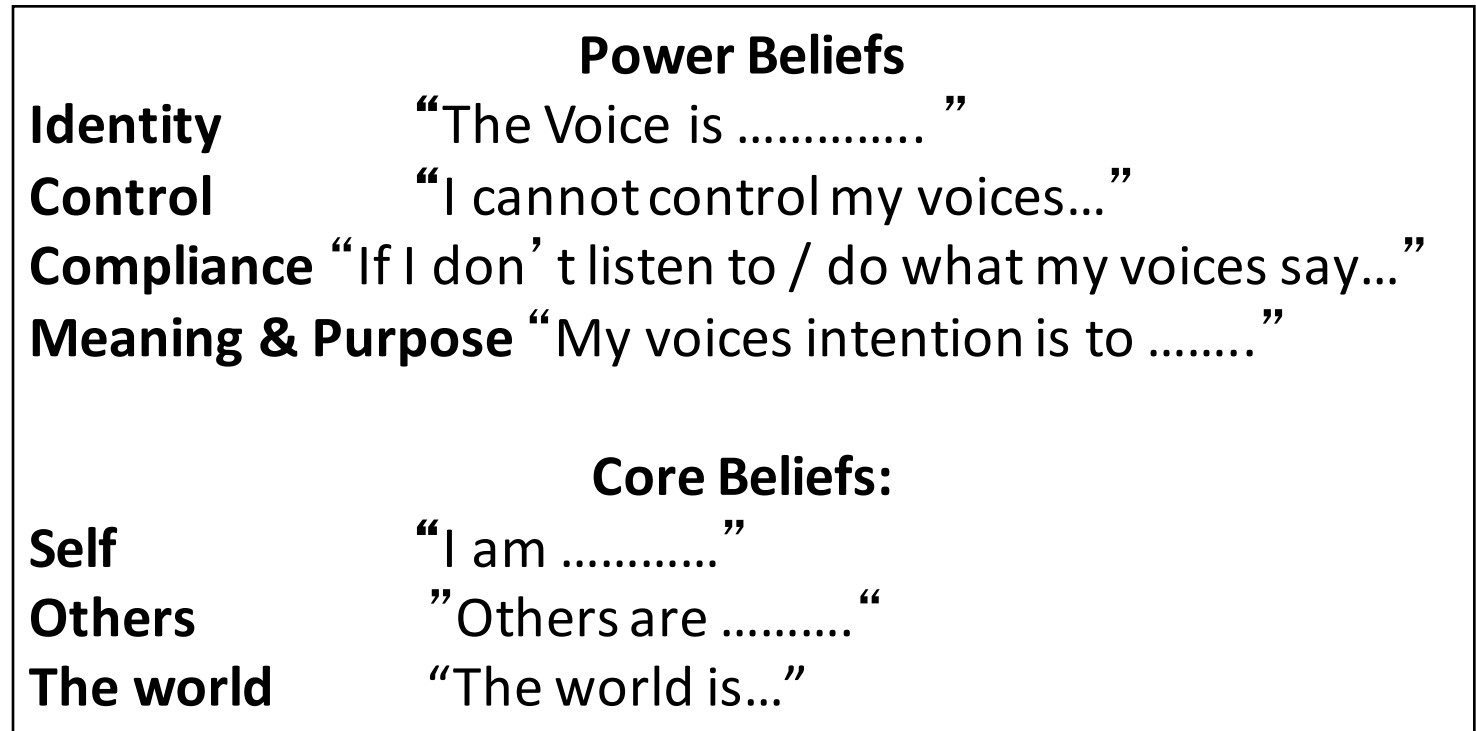 Power Beliefs
Identity “The Voice is ………….. ”
Control “I cannot control my voices…”
Compliance “If I don’ t listen to / do what my voices say…”
Meaning & Purpose “My voices intention is to ……..”
Core Beliefs:
Self “I am …………”
Others ”Others are ……….“
The world “The world is…”